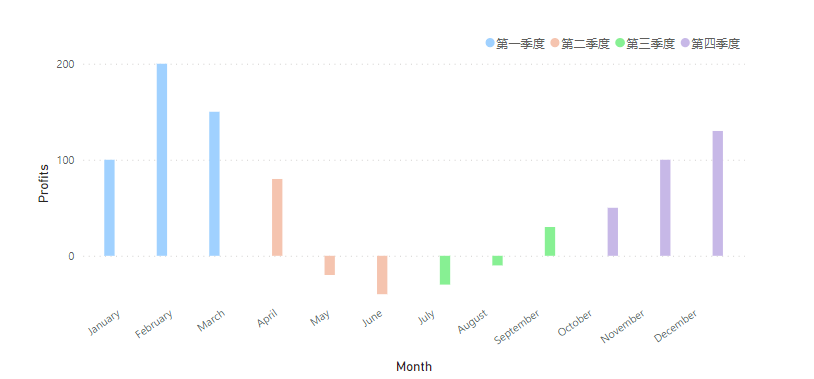 第一季度 第二季度 第三季度 第四季度
200
100
0
Profits
January February March April May June July August September October November December
Month